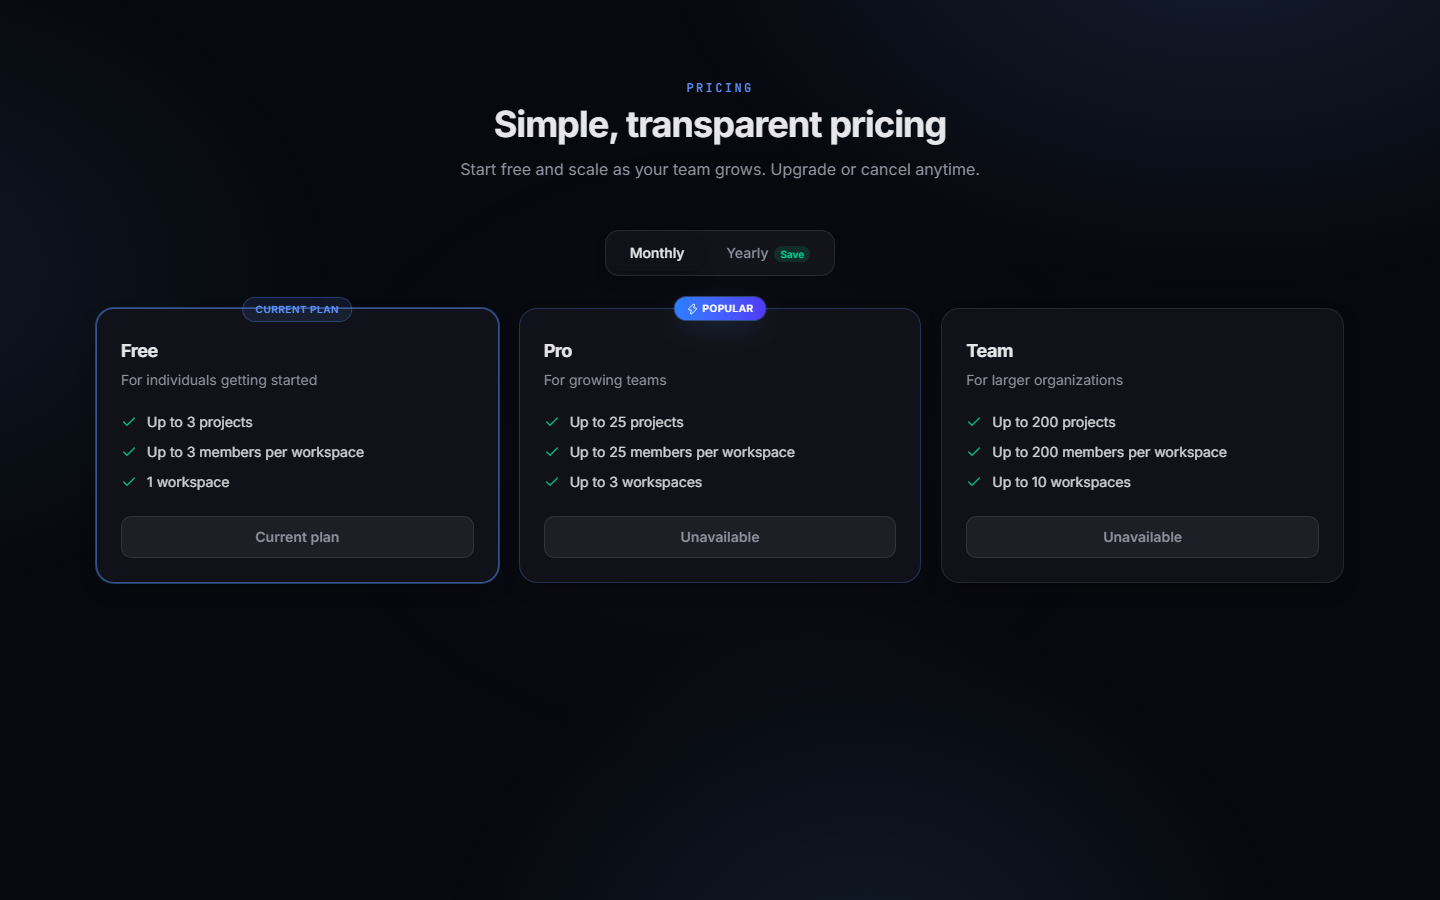 PRICING
Simple, transparent pricing
Start free and scale as your team grows. Upgrade or cancel anytime.
Monthly
Yearly Save
CURRENT PLAN
Free
For individuals getting started
Up to 3 projects
Up to 3 members per workspace
1 workspace
Current plan
POPULAR
Pro
For growing teams
Up to 25 projects
Up to 25 members per workspace
Up to 3 workspaces
Unavailable
Team
For larger organizations
Up to 200 projects
Up to 200 members per workspace
Up to 10 workspaces
Unavailable